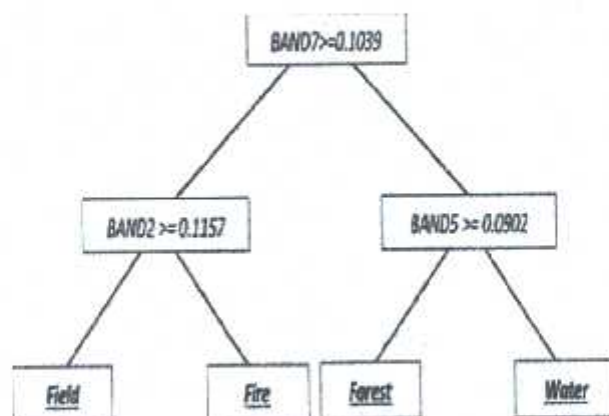 BAND7>=0.1039
BAND2 >= 0.1157
BAND5 >= 0.0902
Field
Fire
Forest
Water